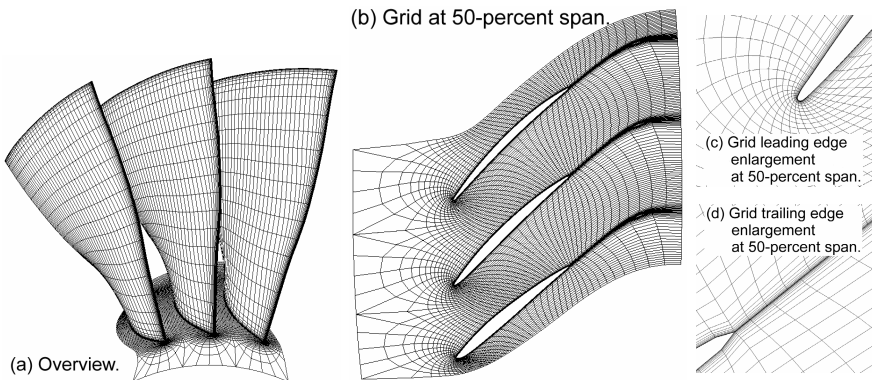 (a) Overview.
(b) Grid at 50-percent span.
(c) Grid leading edge
enlargement
at 50-percent span.
(d) Grid trailing edge
enlargement
at 50-percent span.